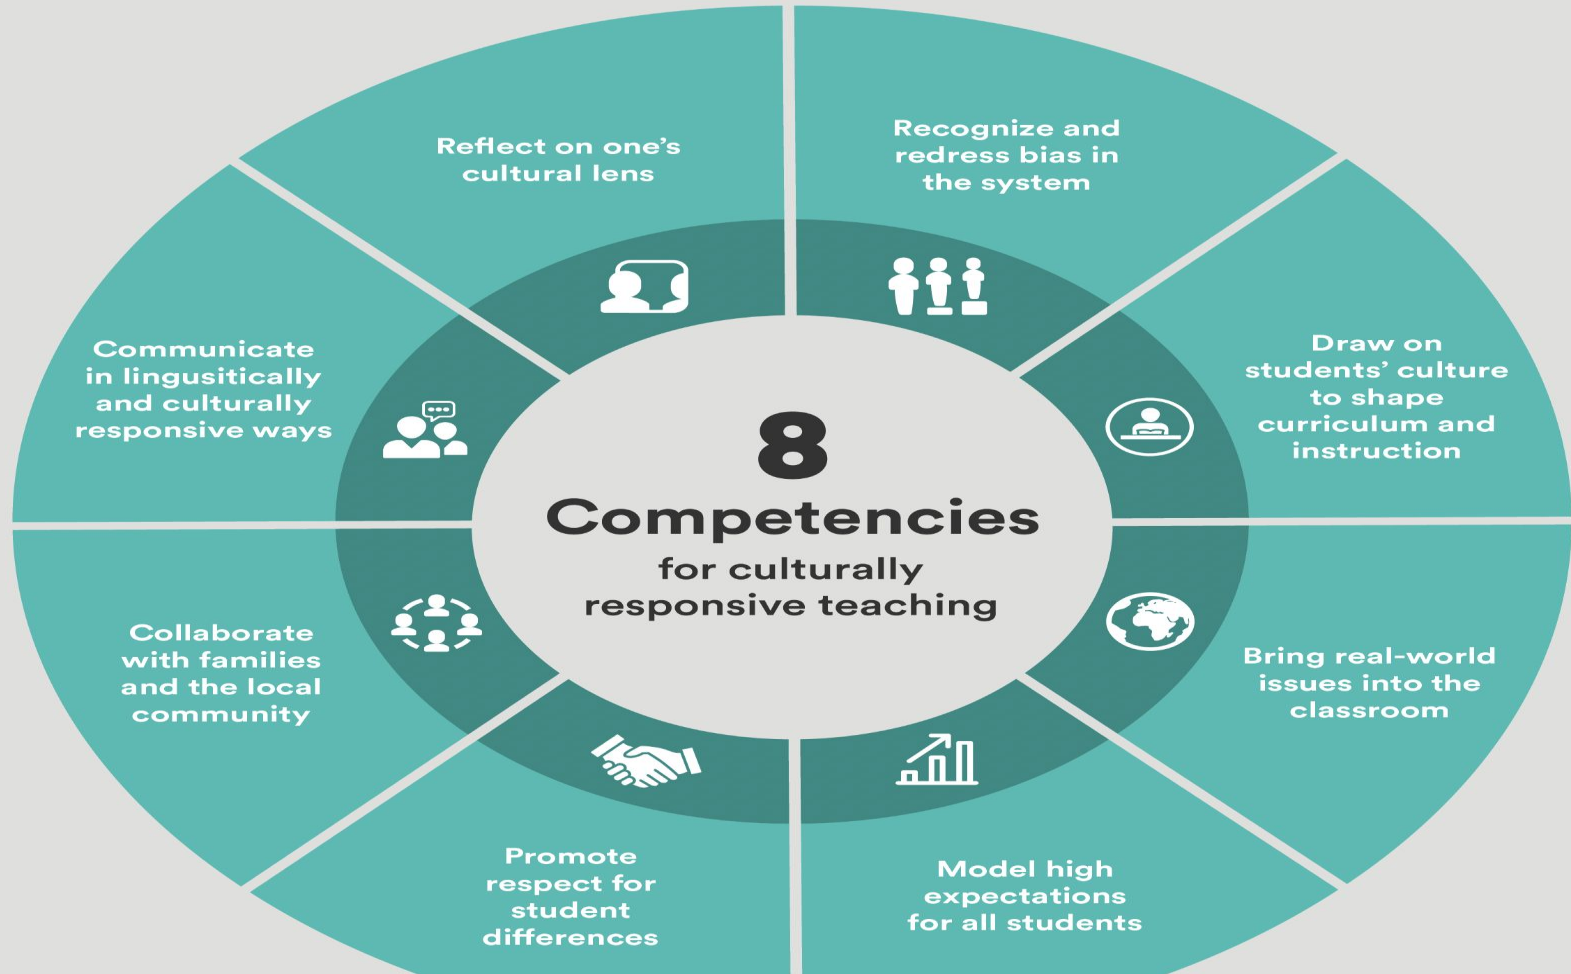 8
Competencies
for culturally
responsive teaching
Reflect on one’s
cultural lens
Recognize and
redress bias in
the system
Draw on
students’ culture
to shape
curriculum and
instruction
Bring real-world
issues into the
classroom
Model high
expectations
for all students
Promote
respect for
student
differences
Collaborate
with families
and the local
community
Communicate
in lingusitically
and culturally
responsive ways